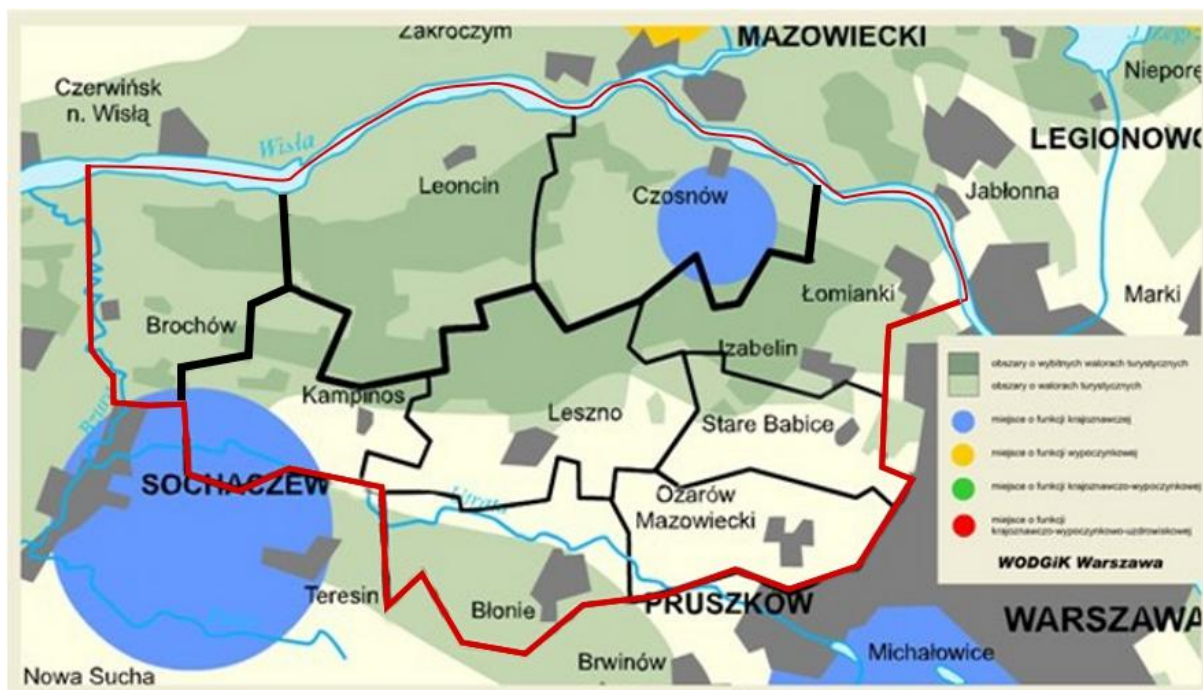 Zakroczym
MAZOWIECKI
Nieporę
Czerwińsk
n. Wisłą
Wisła
LEGIONOWO
Leoncin
Czosnów
Jabłonna
Łomianki
Marki
Brochów
Izabelin
Kampinos
Leszno
Stare Babice
Bzura
SOCHACZEW
Utrata
Ożarów
Mazowiecki
Teresin
Błonie
PRUSZKÓW
Brwinów
Michałowice
WARSZAWA
Nowa Sucha
obszary o wybitnych walorach turystycznych
obszary o walorach turystycznych
miejsce o funkcji krajoznawczej
miejsce o funkcji wypoczynkowej
miejsce o funkcji krajoznawczo-wypoczynkowej
miejsce o funkcji
krajoznawczo-wypoczynkowo-uzdrowiskowej
WODGiK Warszawa